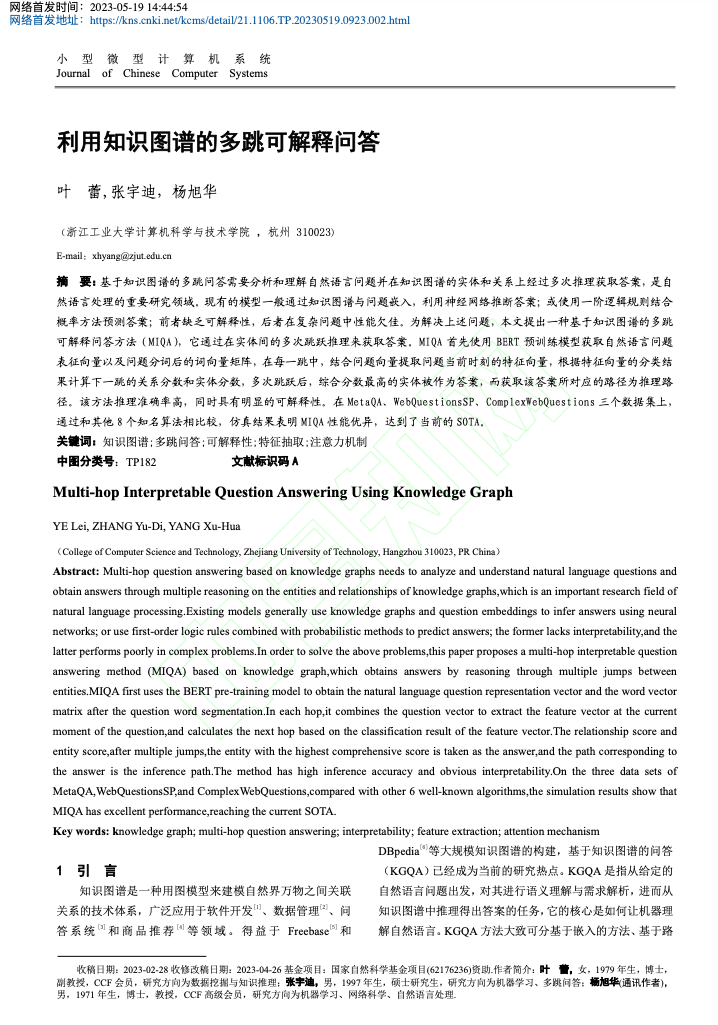 网络首发时间：2023-05-19 14:44:54
网络首发地址：https://kns.cnki.net/kcms/detail/21.1106.TP.20230519.0923.002.html
小 型 微 型 计 算 机 系 统
Journal of Chinese Computer Systems
利用知识图谱的多跳可解释问答
叶 蕾,张宇迪，杨旭华
（浙江工业大学计算机科学与技术学院 ，杭州 310023）
E-mail：xhyang@zjut.edu.cn
摘 要：基于知识图谱的多跳问答需要分析和理解自然语言问题并在知识图谱的实体和关系上经过多次推理获取答案，是自
然语言处理的重要研究领域。现有的模型一般通过知识图谱与问题嵌入，利用神经网络推断答案；或使用一阶逻辑规则结合
概率方法预测答案；前者缺乏可解释性，后者在复杂问题中性能欠佳。为解决上述问题，本文提出一种基于知识图谱的多跳
可解释问答方法（MIQA），它通过在实体间的多次跳跃推理来获取答案。MIQA 首先使用 BERT 预训练模型获取自然语言问题
表征向量以及问题分词后的词向量矩阵，在每一跳中，结合问题向量提取问题当前时刻的特征向量，根据特征向量的分类结
果计算下一跳的关系分数和实体分数，多次跳跃后，综合分数最高的实体被作为答案，而获取该答案所对应的路径为推理路
径。该方法推理准确率高，同时具有明显的可解释性。在 MetaQA、WebQuestionsSP、ComplexWebQuestions 三个数据集上，
通过和其他 8 个知名算法相比较，仿真结果表明 MIQA 性能优异，达到了当前的 SOTA。
关键词：知识图谱;多跳问答;可解释性;特征抽取;注意力机制
中图分类号：TP182 文献标识码 A
Multi-hop Interpretable Question Answering Using Knowledge Graph
YE Lei, ZHANG Yu-Di, YANG Xu-Hua
（College of Computer Science and Technology, Zhejiang University of Technology, Hangzhou 310023, PR China）
Abstract: Multi-hop question answering based on knowledge graphs needs to analyze and understand natural language questions and
obtain answers through multiple reasoning on the entities and relationships of knowledge graphs,which is an important research field of
natural language processing.Existing models generally use knowledge graphs and question embeddings to infer answers using neural
networks; or use first-order logic rules combined with probabilistic methods to predict answers; the former lacks interpretability,and the
latter performs poorly in complex problems.In order to solve the above problems,this paper proposes a multi-hop interpretable question
answering method (MIQA) based on knowledge graph,which obtains answers by reasoning through multiple jumps between
entities.MIQA first uses the BERT pre-training model to obtain the natural language question representation vector and the word vector
matrix after the question word segmentation.In each hop,it combines the question vector to extract the feature vector at the current
moment of the question,and calculates the next hop based on the classification result of the feature vector.The relationship score and
entity score,after multiple jumps,the entity with the highest comprehensive score is taken as the answer,and the path corresponding to
the answer is the inference path.The method has high inference accuracy and obvious interpretability.On the three data sets of
MetaQA,WebQuestionsSP,and ComplexWebQuestions,compared with other 6 well-known algorithms,the simulation results show that
MIQA has excellent performance,reaching the current SOTA.
Key words: knowledge graph; multi-hop question answering; interpretability; feature extraction; attention mechanism
1 引 言
知识图谱是一种用图模型来建模自然界万物之间关联
关系的技术体系，广泛应用于软件开发[1]、数据管理[2]、问
答系统[3]和商品推荐[4]等领域。得益于 Freebase[5]和
DBpedia[6]等大规模知识图谱的构建，基于知识图谱的问答
（KGQA）已经成为当前的研究热点。KGQA 是指从给定的
自然语言问题出发，对其进行语义理解与需求解析，进而从
知识图谱中推理得出答案的任务，它的核心是如何让机器理
解自然语言。KGQA 方法大致可分基于嵌入的方法、基于路
收稿日期：2023-02-28 收修改稿日期：2023-04-26 基金项目：国家自然科学基金项目(62176236)资助.作者简介：叶 蕾，女，1979 年生，博士，
副教授，CCF 会员，研究方向为数据挖掘与知识推理；张宇迪，男，1997 年生，硕士研究生，研究方向为机器学习、多跳问答；杨旭华(通讯作者)，
男，1971 年生，博士，教授，CCF 高级会员，研究方向为机器学习、网络科学、自然语言处理.
中国知网